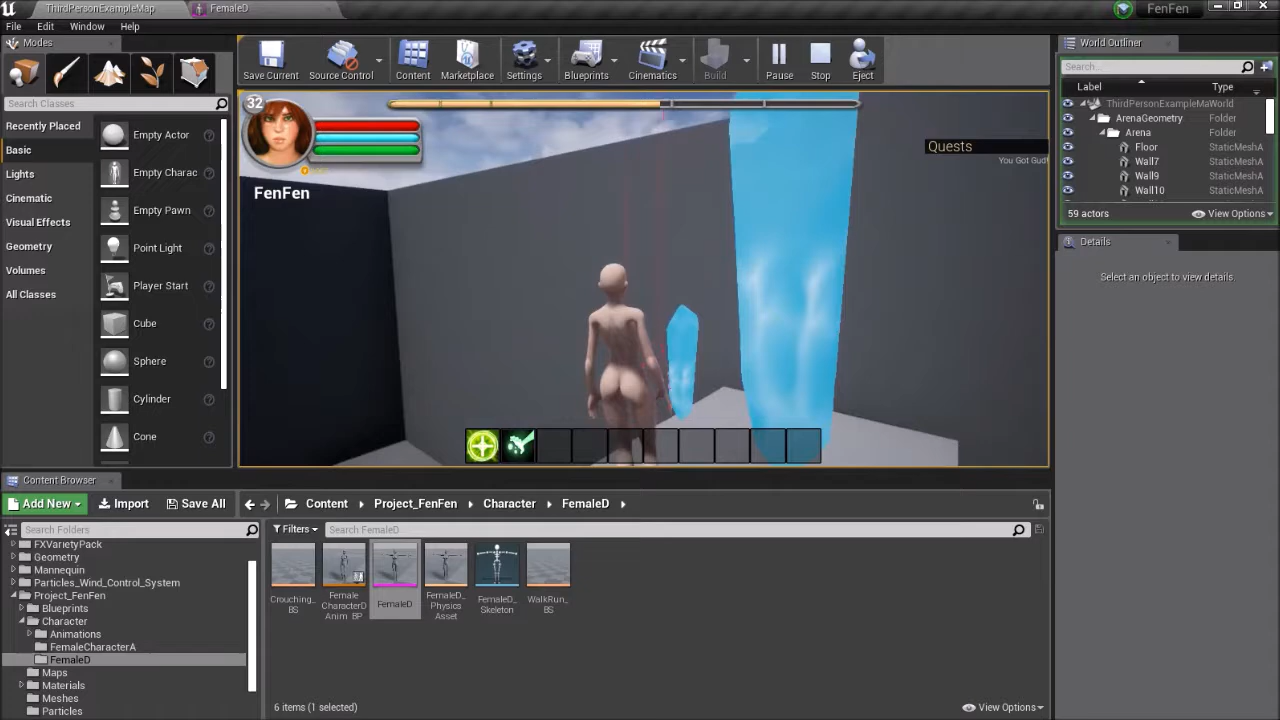 ThirdPersonExampleMap
FemaleD
FenFen
File Edit Window Help
Modes
Search Classes
Recently Placed
Basic
Lights
Cinematic
Visual Effects
Geometry
Volumes
All Classes
Empty Actor
Empty Charac
Empty Pawn
Point Light
Player Start
Cube
Sphere
Cylinder
Cone
Save Current
Source Control
Content
Marketplace
Settings
Blueprints
Cinematics
Build
Pause
Stop
Eject
32
FenFen
Quests
You Got Gud!
World Outliner
Search...
Label Type
ThirdPersonExampleMa World
ArenaGeometry Folder
Arena Folder
Floor StaticMeshA
Wall7 StaticMeshA
Wall9 StaticMeshA
Wall10 StaticMeshA
59 actors View Options
Details
Select an object to view details.
Content Browser
Add New Import Save All Content Project_FenFen Character FemaleD
Search Folders
FXVarietyPack
Geometry
Mannequin
Particles_Wind_Control_System
Project_FenFen
Blueprints
Character
Animations
FemaleCharacterA
FemaleD
Maps
Materials
Meshes
Particles
Filters Search FemaleD
Crouching_
BS
Female
CharacterD
Anim_BP
FemaleD
FemaleD_
Physics
Asset
FemaleD_
Skeleton
WalkRun_
BS
6 items (1 selected)
View Options